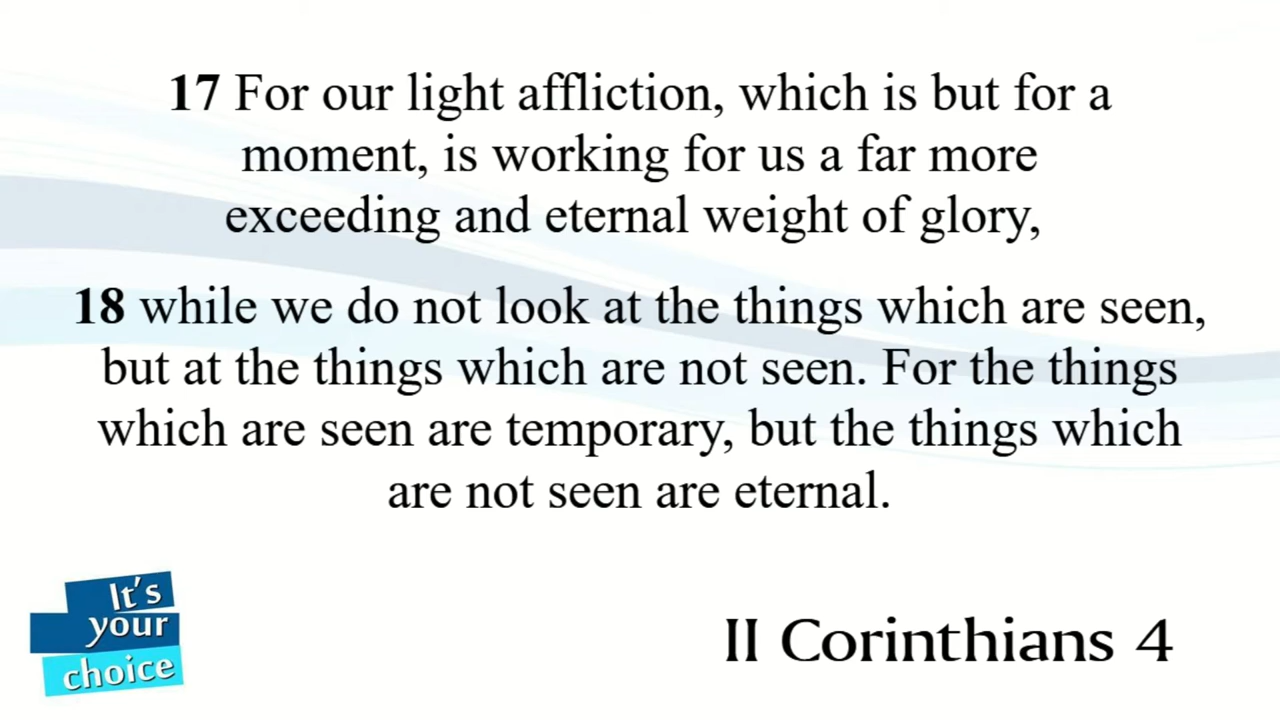 17 For our light affliction, which is but for a
moment, is working for us a far more
exceeding and eternal weight of glory,
18 while we do not look at the things which are seen,
but at the things which are not seen. For the things
which are seen are temporary, but the things which
are not seen are eternal.
It's
your
choice
II Corinthians 4